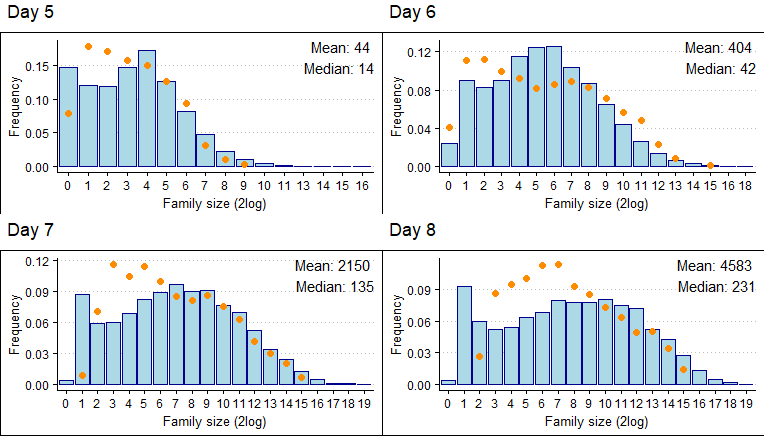 Day 5
Mean: 44
Median: 14
Frequency
0.15
0.10
0.05
0.00
0 1 2 3 4 5 6 7 8 9 10 11 13 14 15 16
Family size (2log)
Day 6
Mean: 404
Median: 42
Frequency
0.12
0.08
0.04
0.00
0 1 2 3 4 5 6 7 8 9 10 11 12 13 14 15 16 18
Family size (2log)
Day 7
Mean: 2150
Median: 135
Frequency
0.12
0.09
0.06
0.03
0.00
0 1 2 3 4 5 6 7 8 9 10 11 12 13 14 15 16 17 18 19
Family size (2log)
Day 8
Mean: 4583
Median: 231
Frequency
0.09
0.06
0.03
0.00
0 1 2 3 4 5 6 7 8 9 10 11 12 13 14 15 16 17 18 19
Family size (2log)